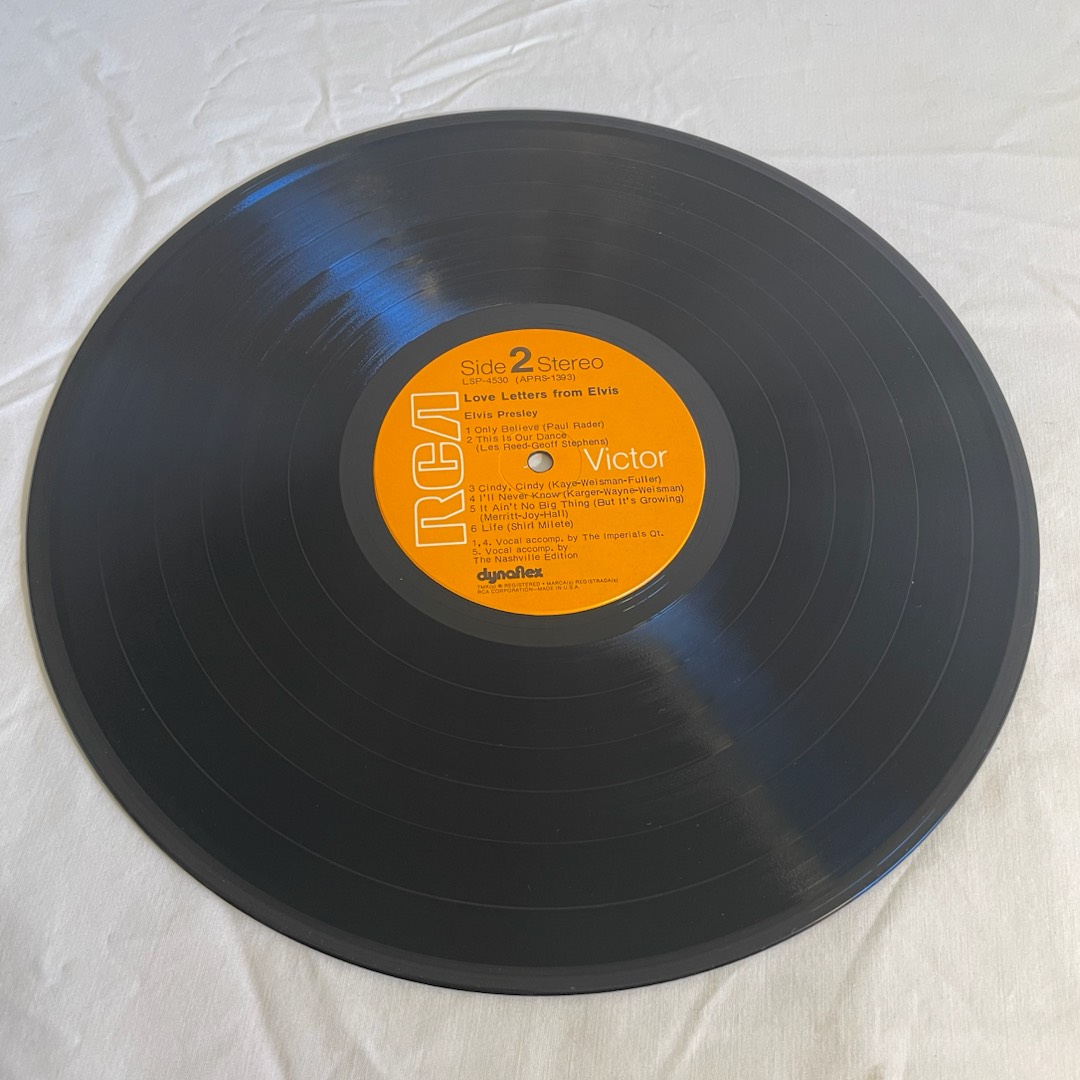 Side 2 Stereo
LSP-4530 (APRS-1393)
Love Letters from Elvis
Elvis Presley
1 Only Believe (Paul Rader)
2 This Is Our Dance
(Les Reed-Geoff Stephens)
RCA
Victor
3 Cindy, Cindy (Kaye-Weisman-Fuller)
4 I'll Never Know (Karger-Wayne-Weisman)
5 It Ain't No Big Thing (But It's Growing)
(Merritt-Joy-Hall)
6 Life (Shirl Milete)
1, 4. Vocal accomp. by The Imperials Qt.
5. Vocal accomp. by
The Nashville Edition
dynaflex
TMK(s) ® REGISTERED • MARCA(s) REGISTRADA(s)
RCA CORPORATION—MADE IN U.S.A.